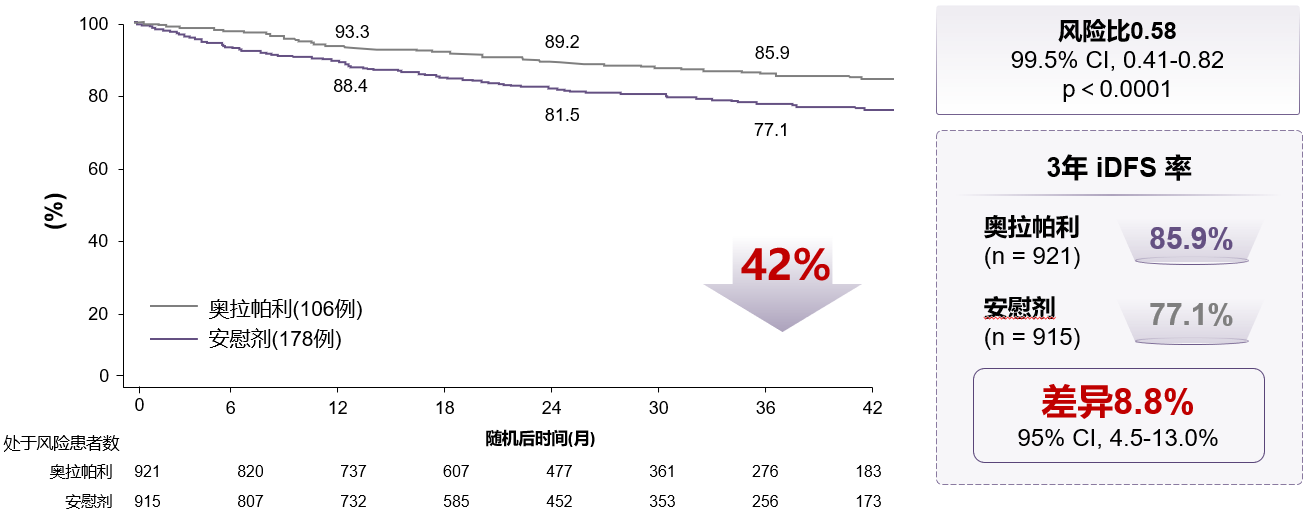 100
80
60
40
20
0
(%)
93.3
89.2
85.9
88.4
81.5
77.1
42%
奥拉帕利(106例)
安慰剂(178例)
0 6 12 18 24 30 36 42
随机后时间(月)
处于风险患者数
奥拉帕利 921 820 737 607 477 361 276 183
安慰剂 915 807 732 585 452 353 256 173
风险比0.58
99.5% CI, 0.41-0.82
p＜0.0001
3年 iDFS 率
奥拉帕利
(n = 921)
85.9%
安慰剂
(n = 915)
77.1%
差异8.8%
95% CI, 4.5-13.0%